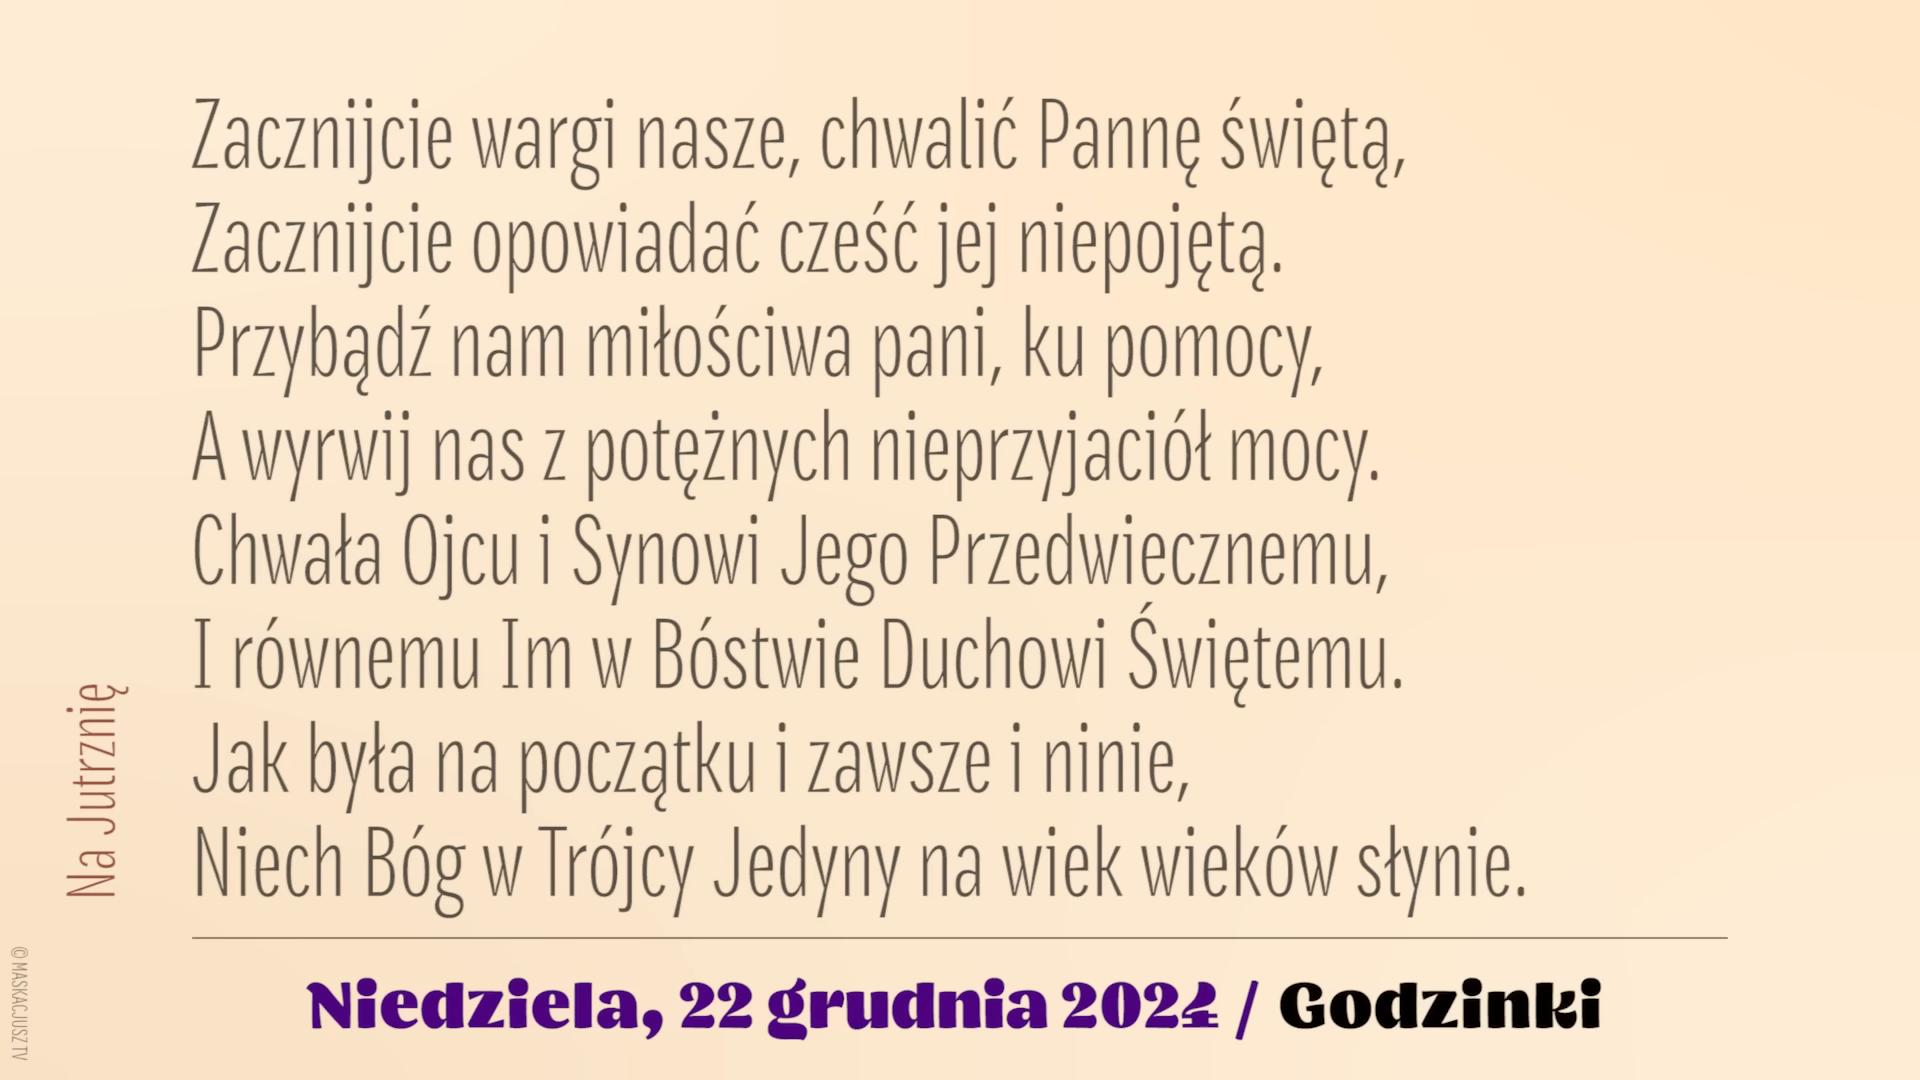 Zacznijcie wargi nasze, chwalić Pannę świętą,
Zacznijcie opowiadać cześć jej niepojętą.
Przybądź nam miłościwa pani, ku pomocy,
A wyrwij nas z potężnych nieprzyjaciół mocy.
Chwała Ojcu i Synowi Jego Przedwiecznemu,
I równemu Im w Bóstwie Duchowi Świętemu.
Jak była na początku i zawsze i ninie,
Niech Bóg w Trójcy Jedyny na wiek wieków słynie.
Na Jutrznię
Niedziela, 22 grudnia 2024 / Godzinki
© MASKACJUSZ TV